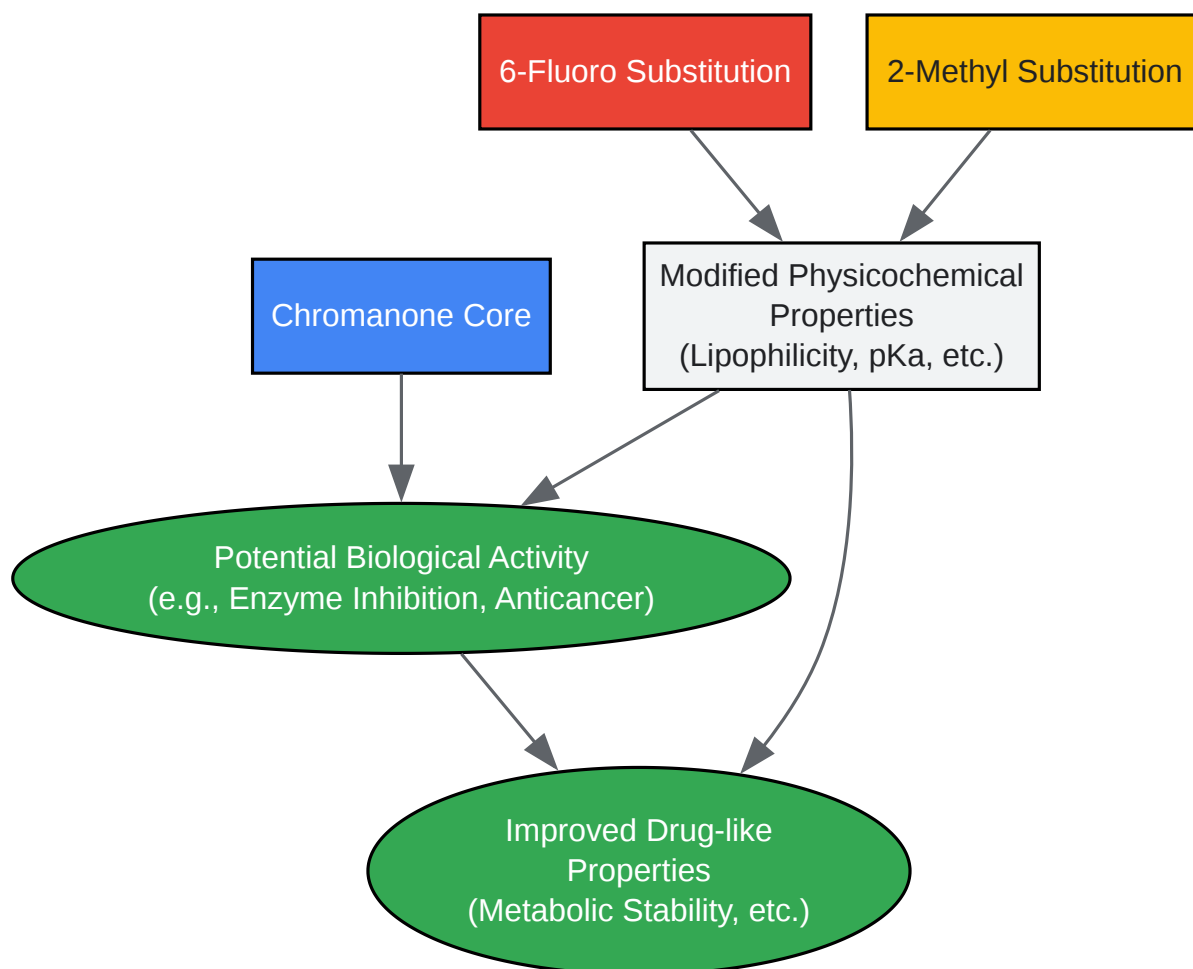 6-Fluoro Substitution
2-Methyl Substitution
Chromanone Core
Modified Physicochemical
Properties
(Lipophilicity, pKa, etc.)
Potential Biological Activity
(e.g., Enzyme Inhibition, Anticancer)
Improved Drug-like
Properties
(Metabolic Stability, etc.)